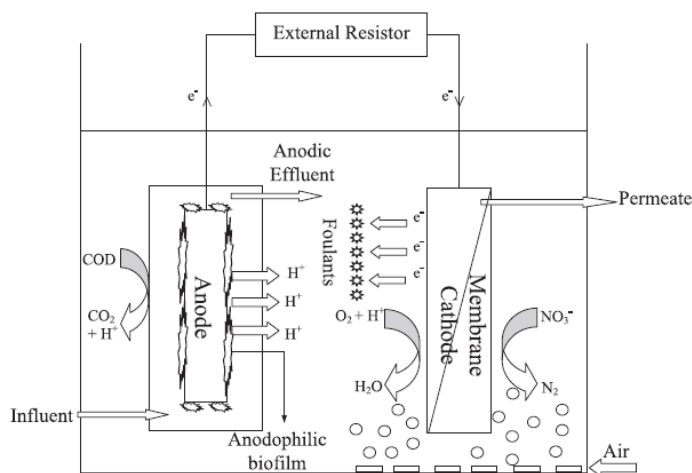 External Resistor
e⁻
e⁻
Anodic
Effluent
Permeate
Foulants
e⁻
e⁻
e⁻
COD
Anode
H⁺
H⁺
H⁺
CO₂
+ H⁺
O₂ + H⁺
Membrane
Cathode
NO₃⁻
H₂O
N₂
Influent
Anodophilic
biofilm
Air